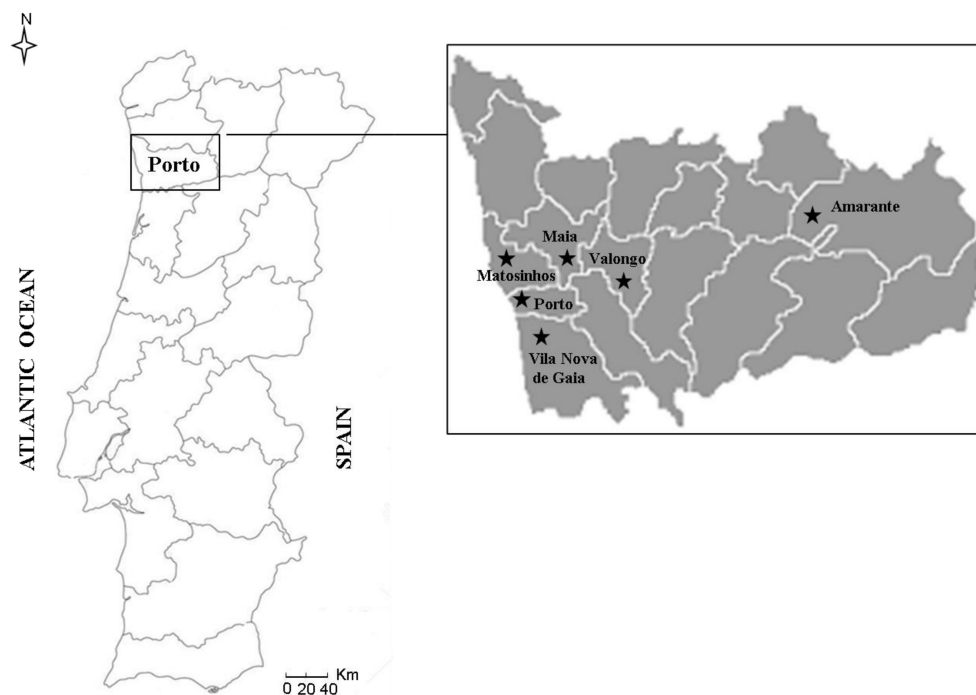 N
Porto
ATLANTIC OCEAN
SPAIN
Km
0 20 40
Amarante
Maia
Valongo
Matosinhos
Porto
Vila Nova
de Gaia